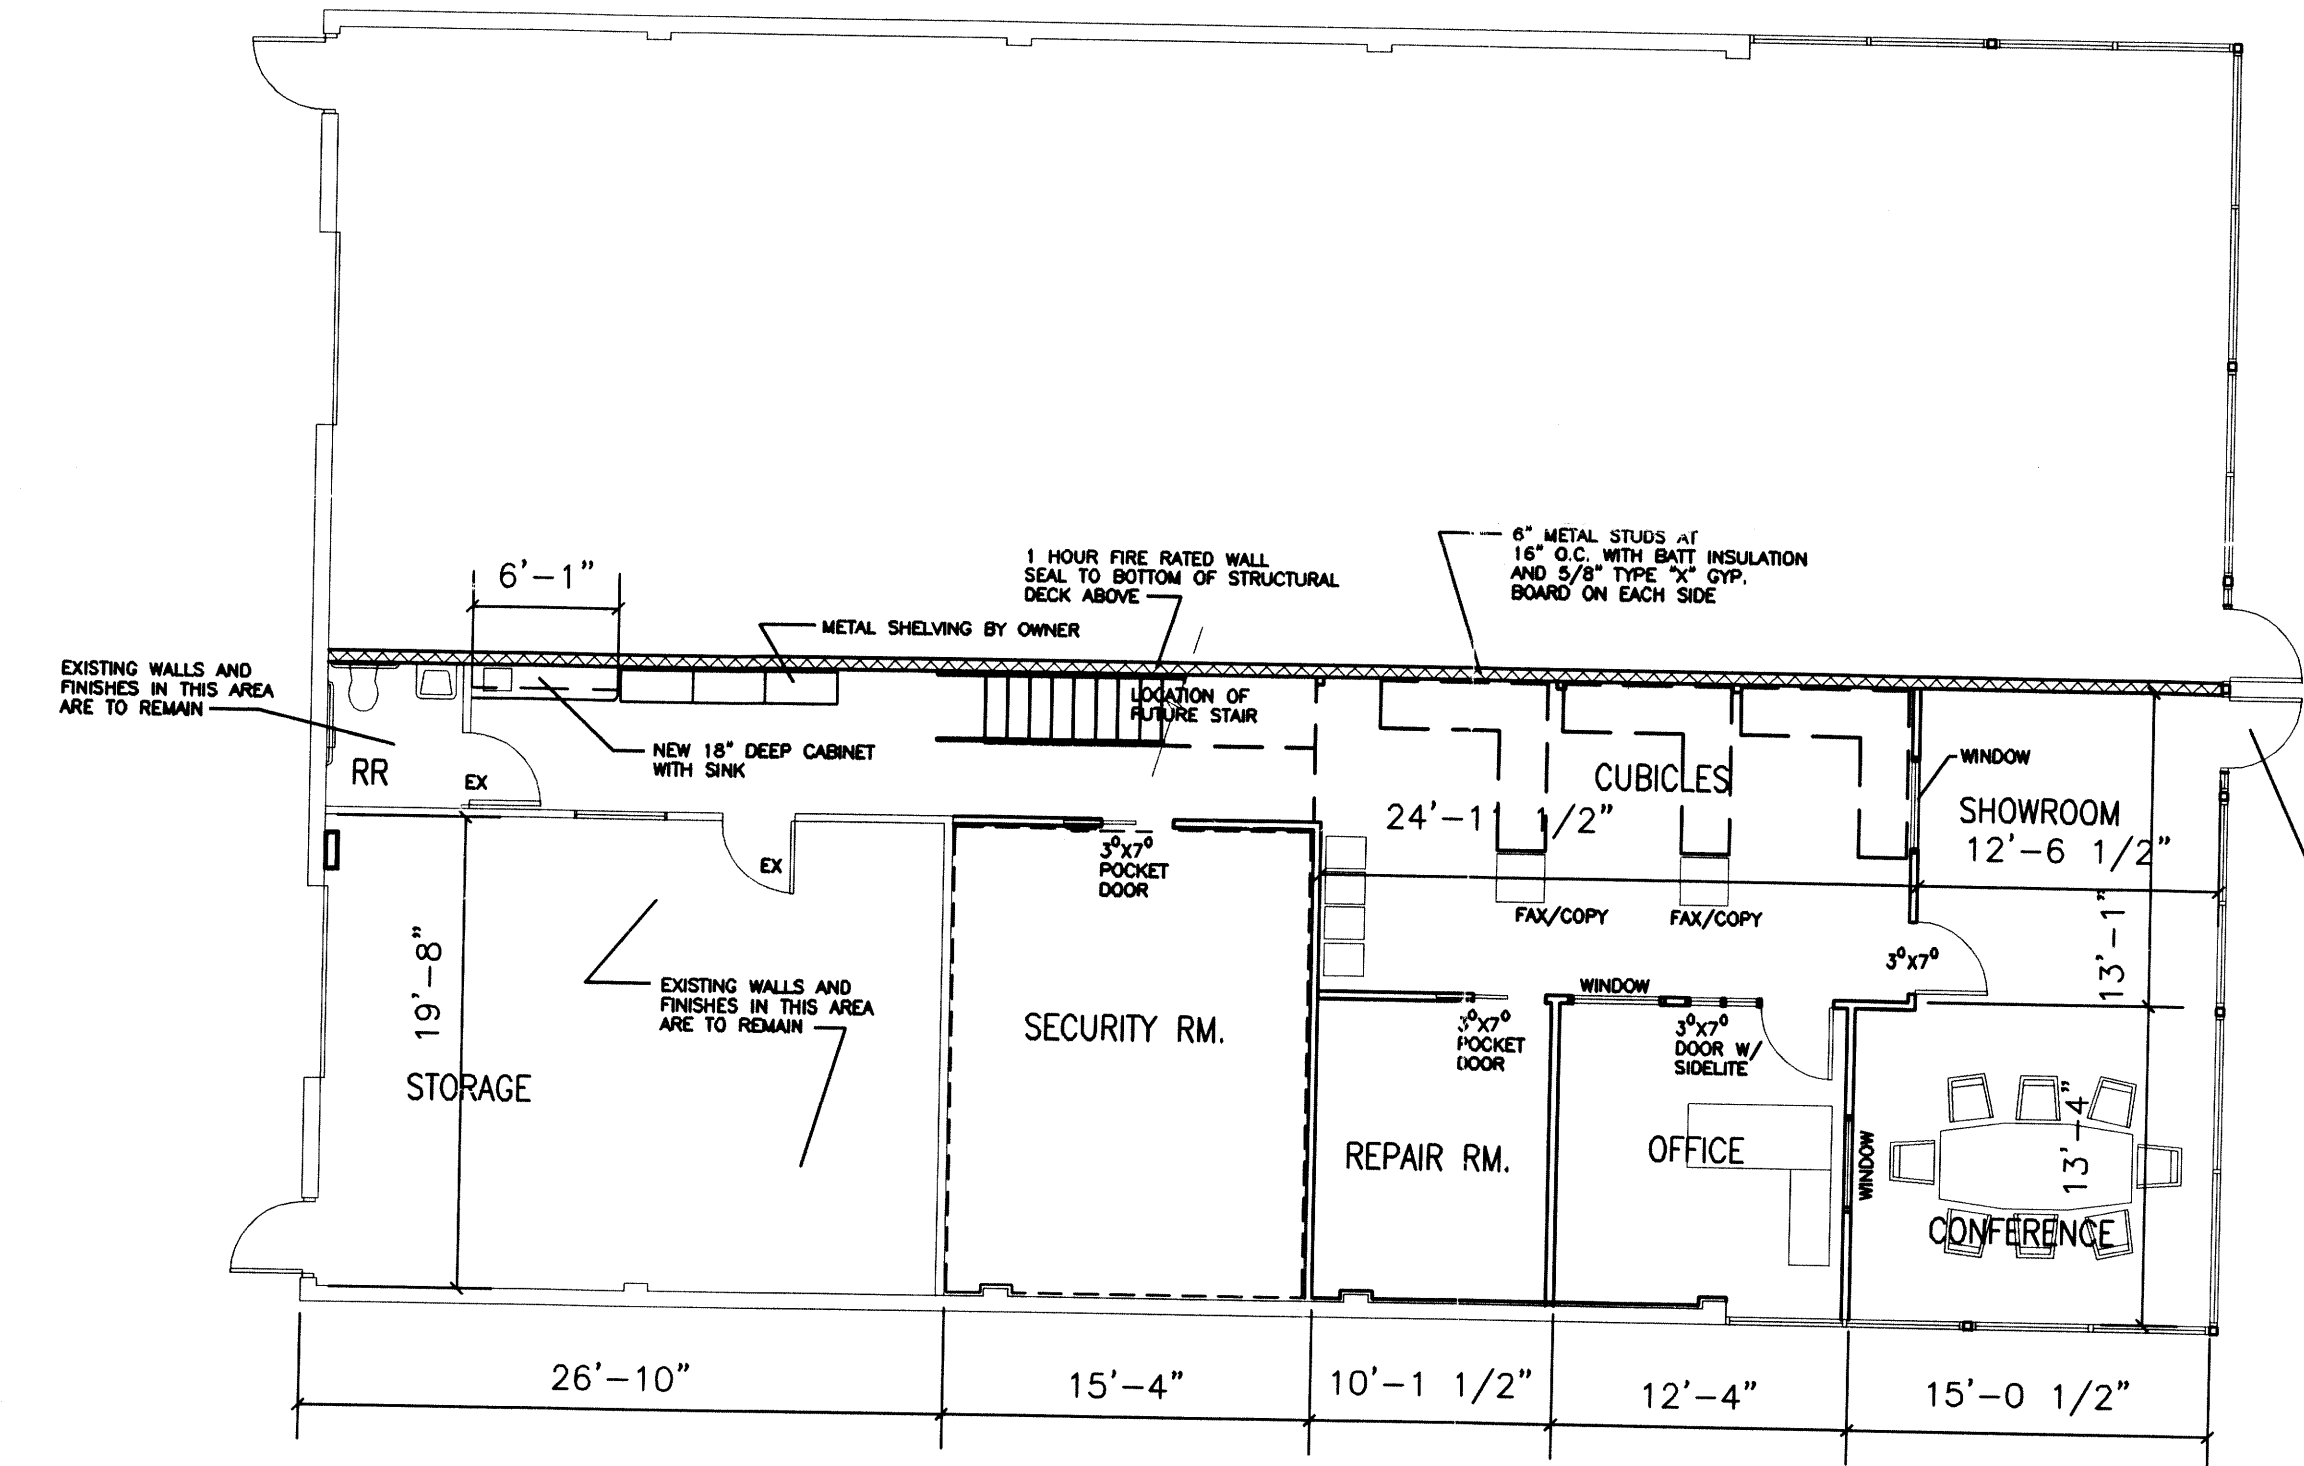 6'-1"
1 HOUR FIRE RATED WALL
SEAL TO BOTTOM OF STRUCTURAL
DECK ABOVE
6" METAL STUDS AT
16" O.C. WITH BATT INSULATION
AND 5/8" TYPE "X" GYP.
BOARD ON EACH SIDE
METAL SHELVING BY OWNER
EXISTING WALLS AND
FINISHES IN THIS AREA
ARE TO REMAIN
LOCATION OF
FUTURE STAIR
NEW 18" DEEP CABINET
WITH SINK
RR
EX
WINDOW
CUBICLES
24'-11 1/2"
SHOWROOM
12'-6 1/2"
EX
3⁰X7⁰
POCKET
DOOR
FAX/COPY
FAX/COPY
13'-1"
3⁰X7⁰
19'-8"
EXISTING WALLS AND
FINISHES IN THIS AREA
ARE TO REMAIN
WINDOW
SECURITY RM.
3⁰X7⁰
POCKET
DOOR
3⁰X7⁰
DOOR W/
SIDELITE
STORAGE
REPAIR RM.
OFFICE
WINDOW
13'-4"
CONFERENCE
26'-10"
15'-4"
10'-1 1/2"
12'-4"
15'-0 1/2"